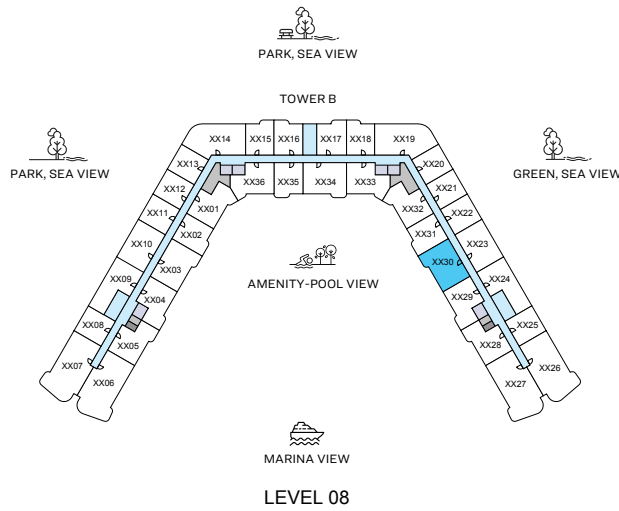 PARK, SEA VIEW
TOWER B
PARK, SEA VIEW
GREEN, SEA VIEW
XX14
XX15
XX16
XX17
XX18
XX19
XX13
XX12
XX11
XX10
XX09
XX08
XX07
XX06
XX05
XX04
XX03
XX02
XX01
XX36
XX35
XX34
XX33
XX32
XX31
XX30
XX29
XX28
XX27
XX26
XX25
XX24
XX23
XX22
XX21
XX20
AMENITY-POOL VIEW
MARINA VIEW
LEVEL 08